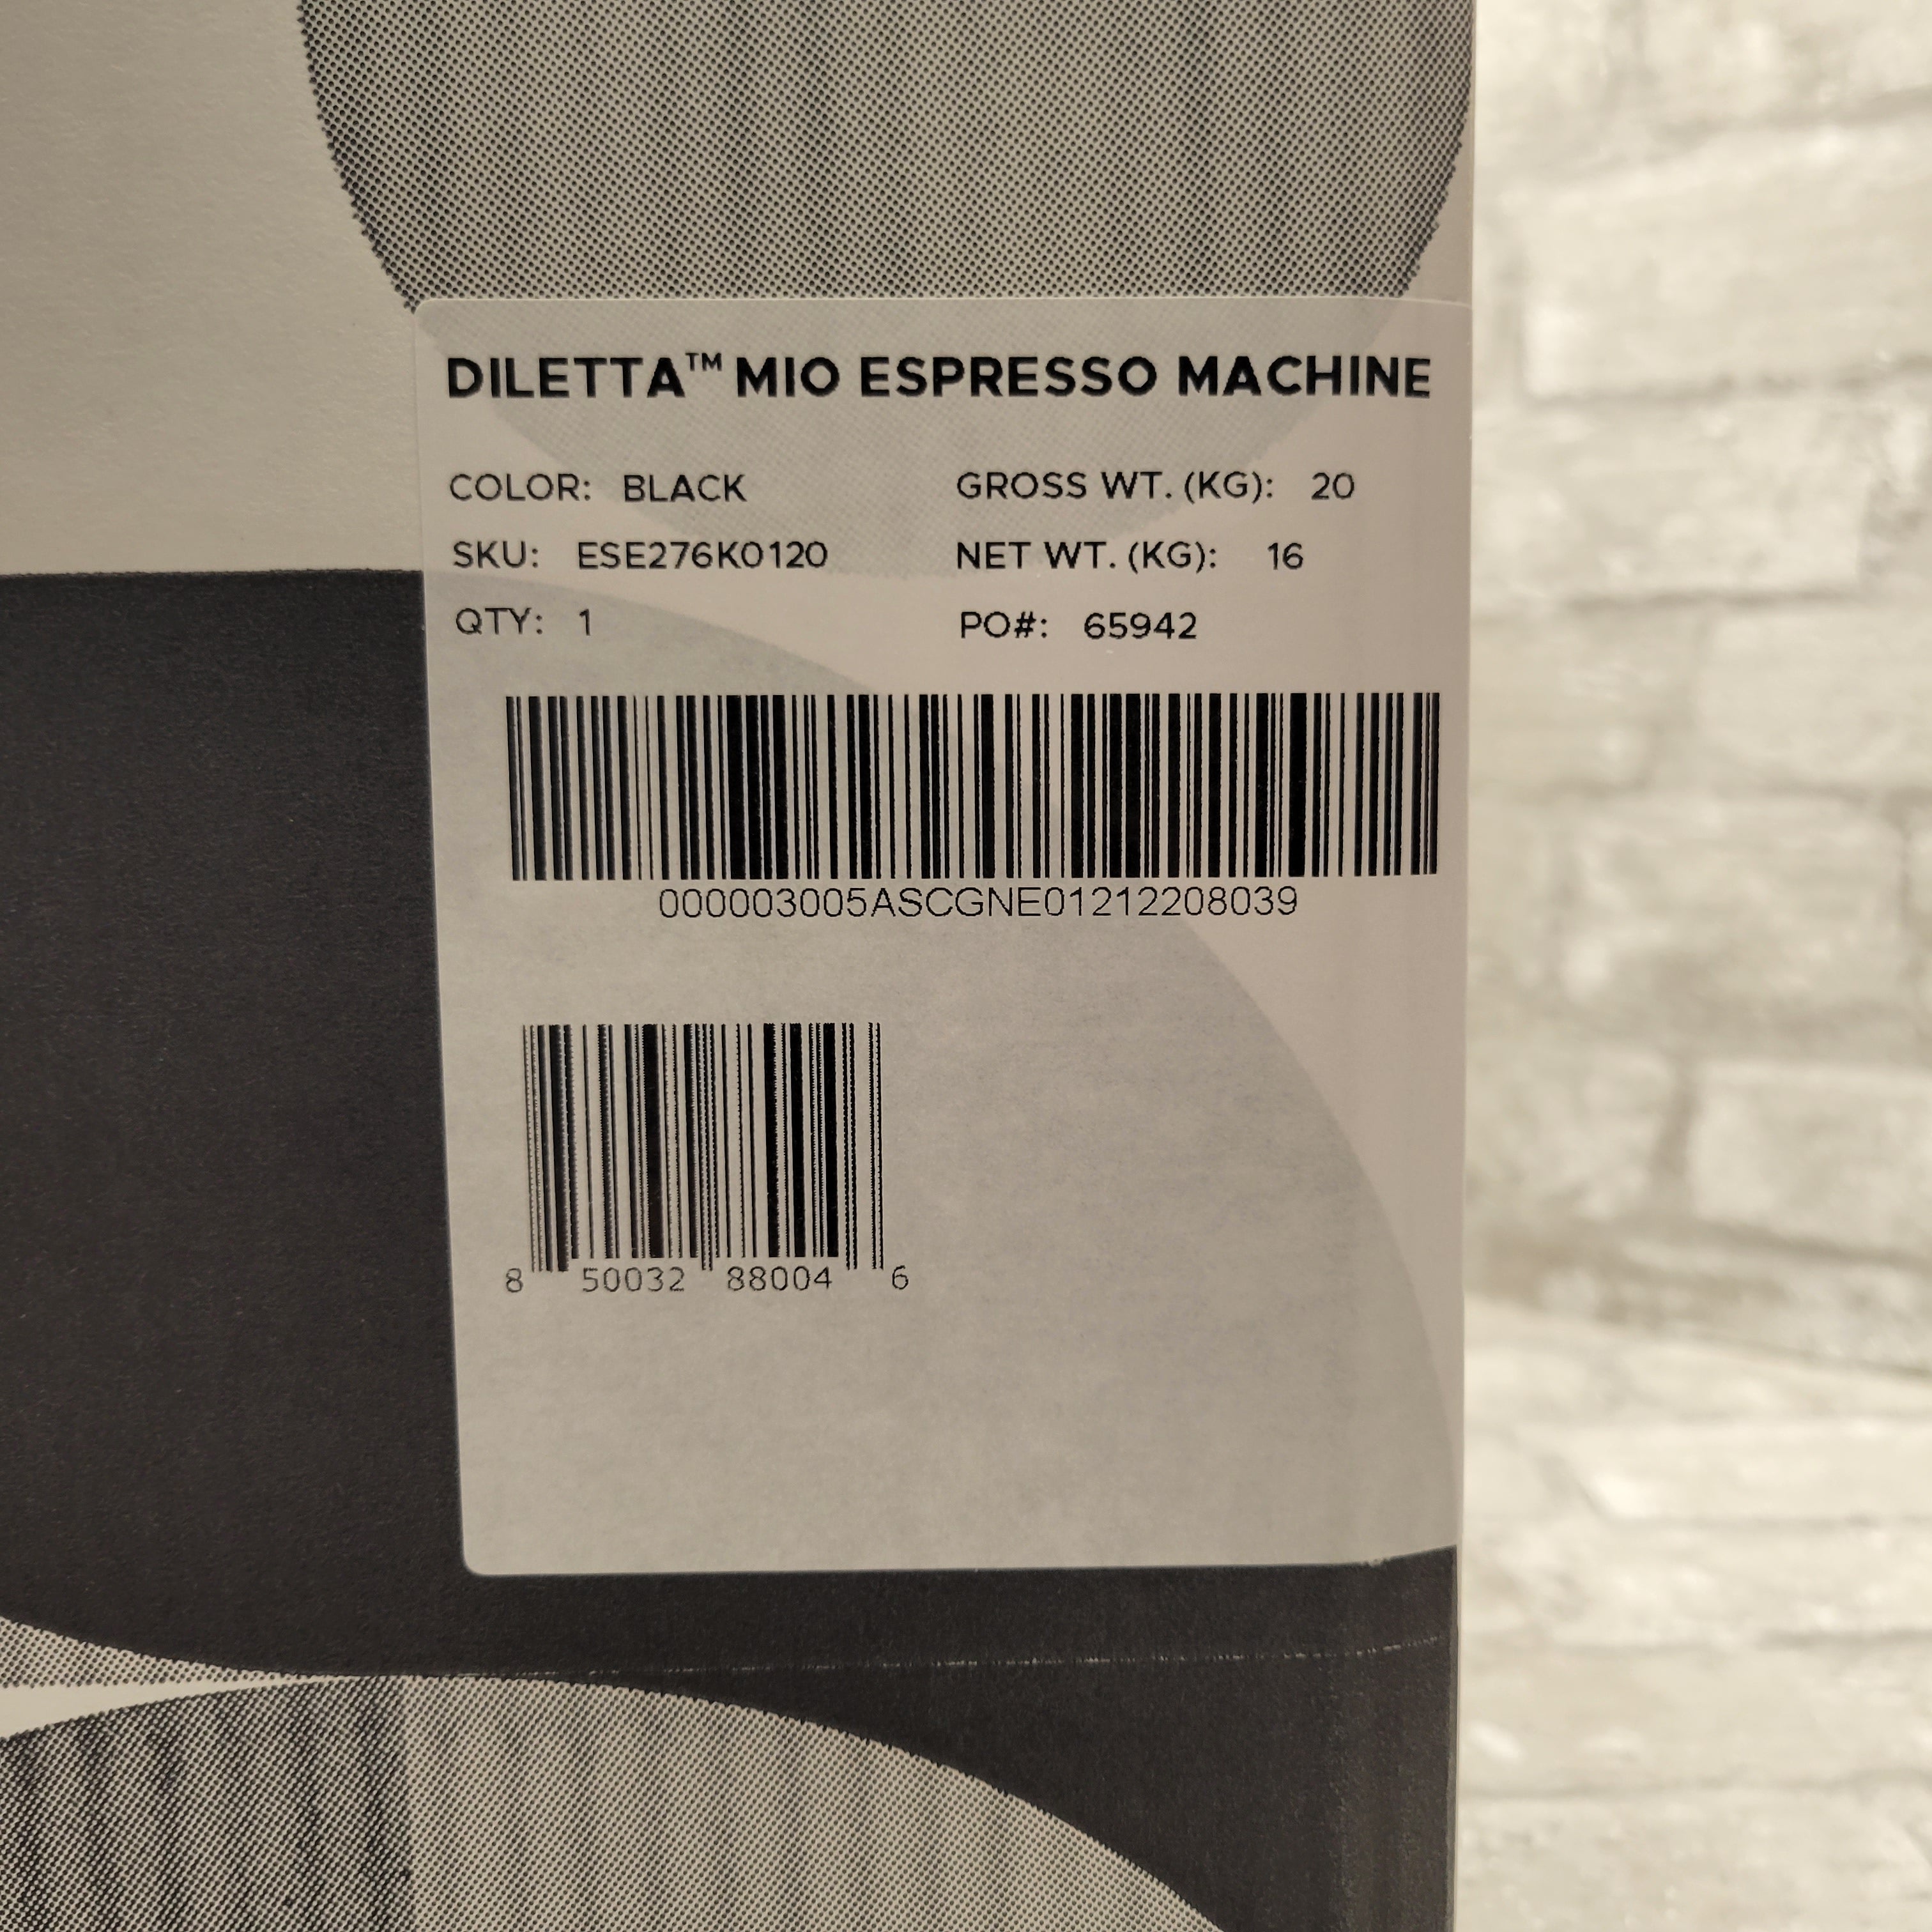 DILETTA™ MIO ESPRESSO MACHINE
COLOR: BLACK GROSS WT. (KG): 20
SKU: ESE276K0120 NET WT. (KG): 16
QTY: 1 PO#: 65942
000003005ASCGNE01212208039
8 50032 88004 6